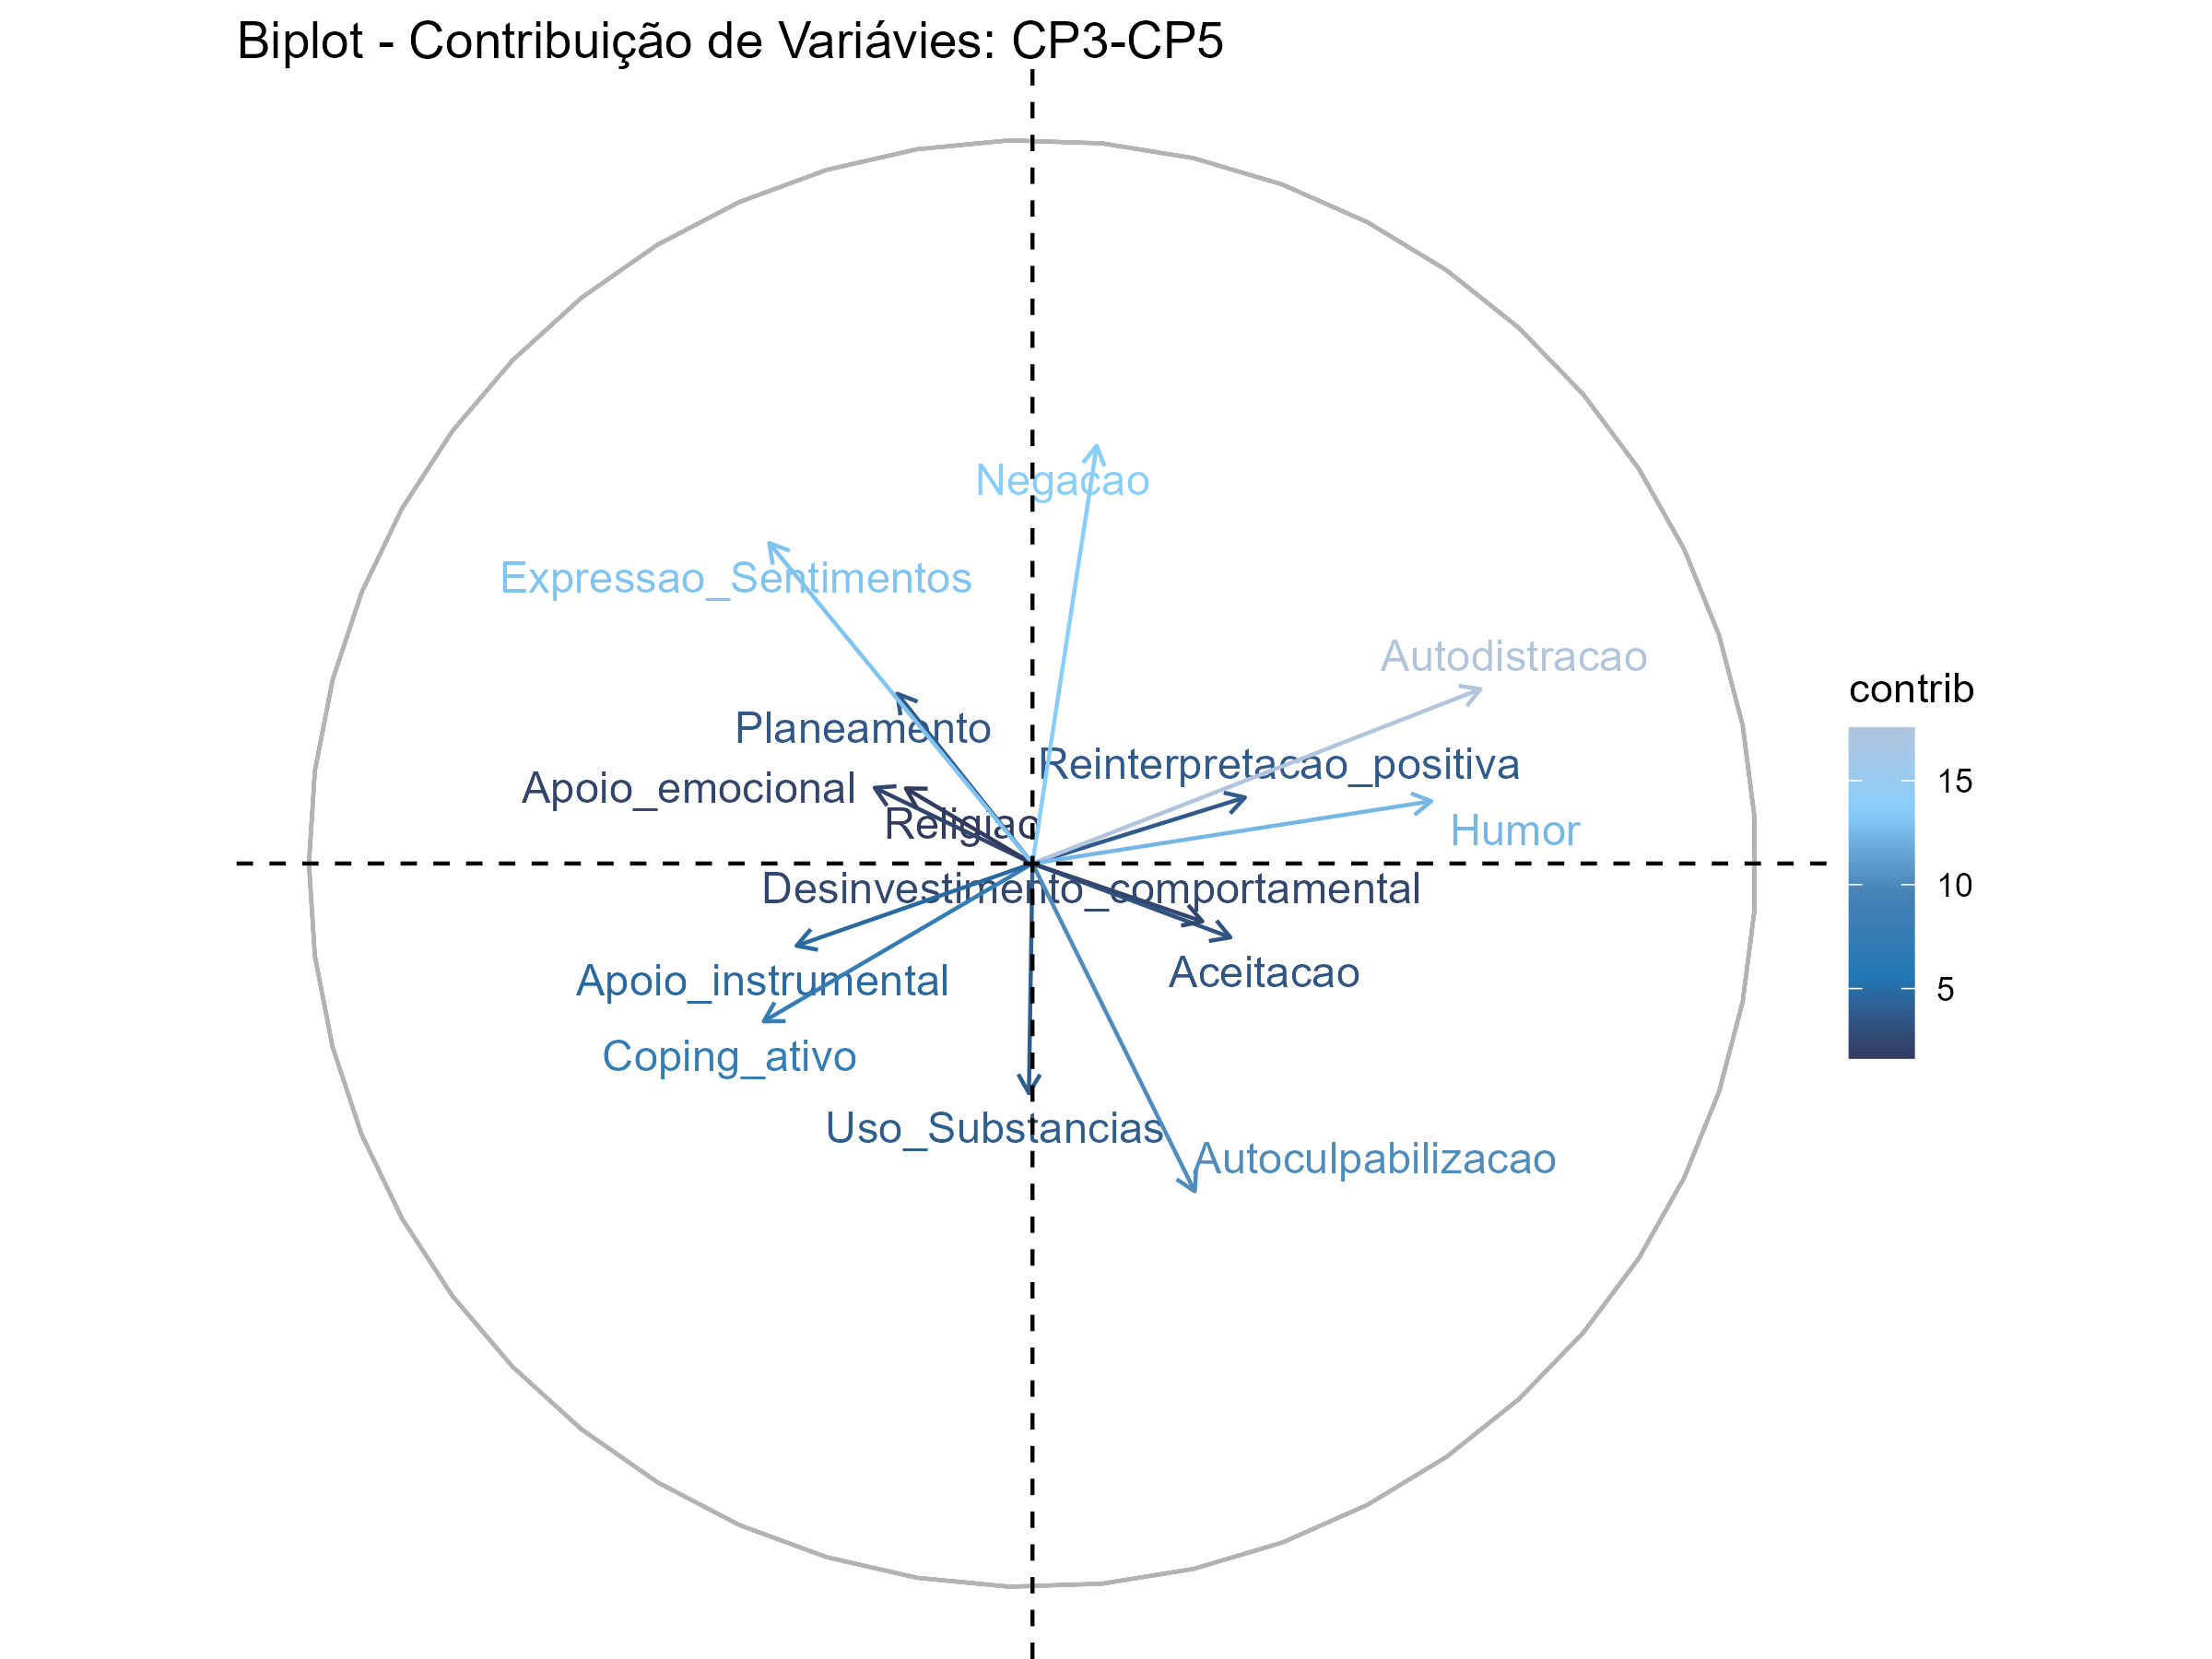 Biplot - Contribuição de Variávies: CP3-CP5
Negacao
Expressao_Sentimentos
Autodistracao
Planeamento
Reinterpretacao_positiva
Apoio_emocional
Religiao
Humor
Desinvestimento_comportamental
Apoio_instrumental
Aceitacao
Coping_ativo
Uso_Substancias
Autoculpabilizacao
contrib
15
10
5